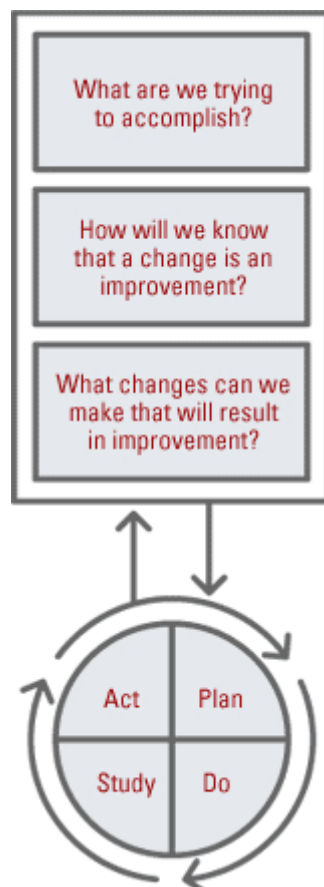 What are we trying
to accomplish?
How will we know
that a change is an
improvement?
What changes can we
make that will result
in improvement?
Act Plan
Study Do